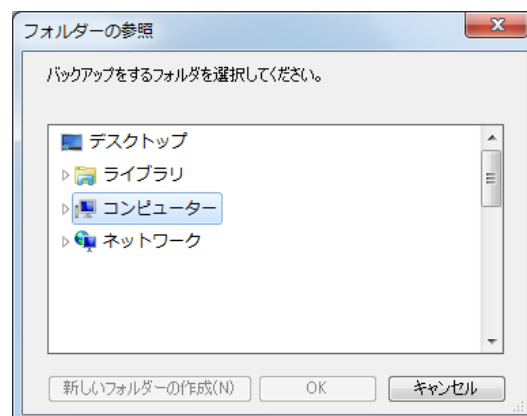 フォルダーの参照
バックアップをするフォルダを選択してください。
デスクトップ
ライブラリ
コンピューター
ネットワーク
新しいフォルダーの作成(N) OK キャンセル